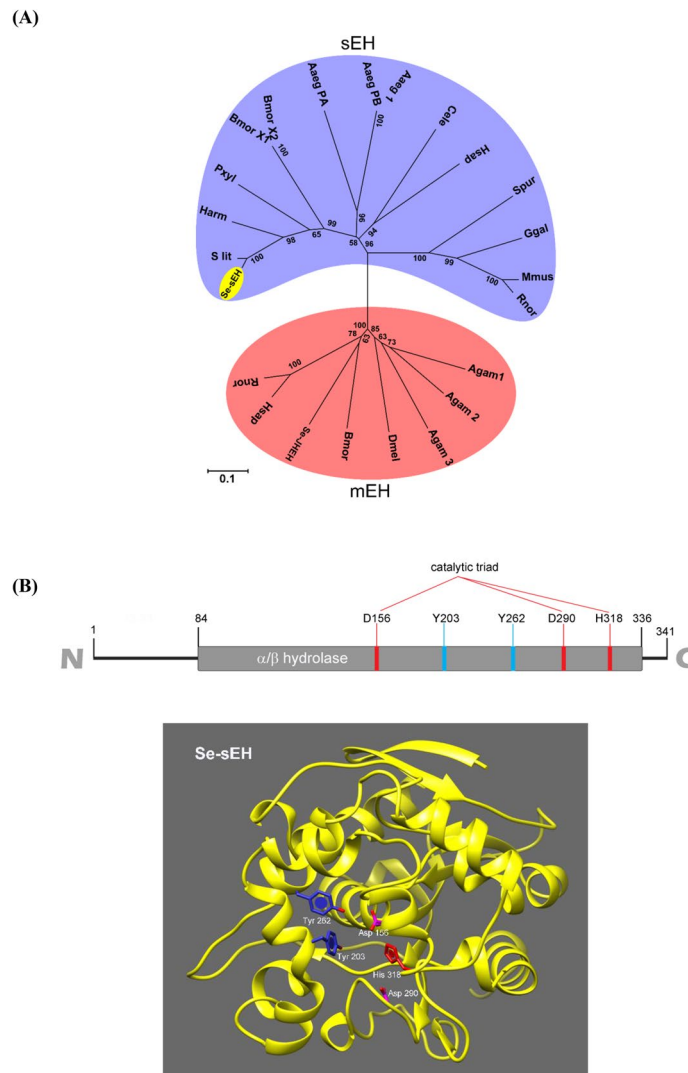 (A)
sEH
Aaeg PA
Aaeg PB
Aaeg 1
Cele
Hsap
Spur
Ggal
Mmus
Rnor
Bmor X2
Bmor X1
Pxyl
Harm
S lit
Se-sEH
100
100
96
94
99
65
98
100
58
96
100
99
100
100
78
63
85
63
73
100
Rnor
Hsap
Se-JHEH
Bmor
Dmel
Agam 3
Agam 2
Agam1
0.1
mEH
(B)
catalytic triad
1 84 D156 Y203 Y262 D290 H318 336 341
N α/β hydrolase C
Se-sEH
Tyr 262
Asp 156
Tyr 203
His 318
Asp 290